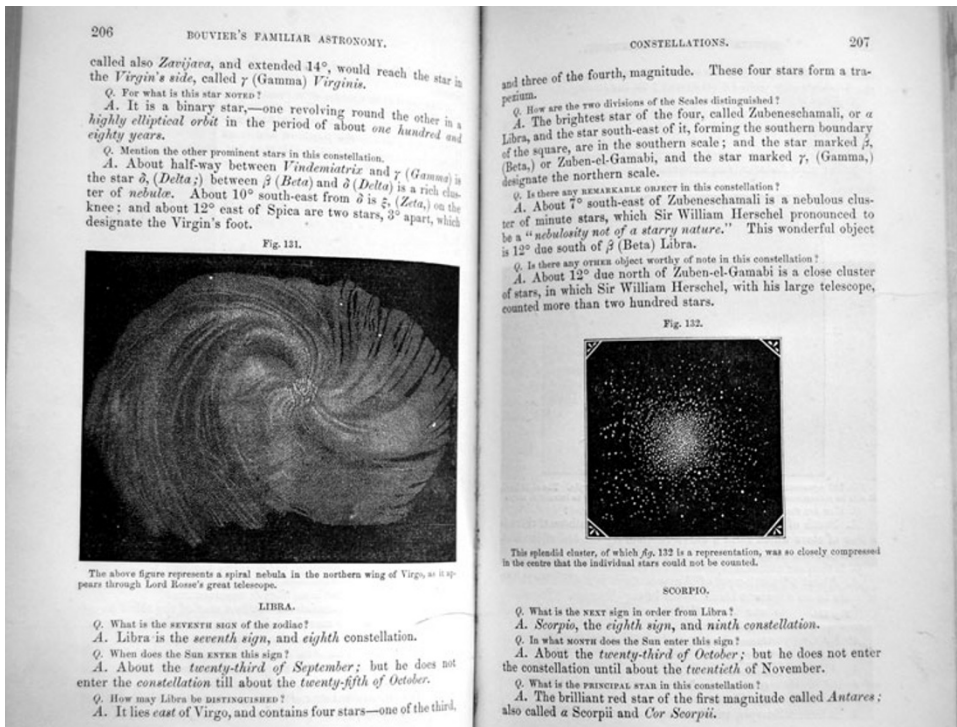 206
BOUVIER'S FAMILIAR ASTRONOMY.
called also Zavijava, and extended 14°, would reach the star in
the Virgin's side, called γ (Gamma) Virginis.
Q. For what is this star NOTED?
A. It is a binary star,—one revolving round the other in a
highly elliptical orbit in the period of about one hundred and
eighty years.
Q. Mention the other prominent stars in this constellation.
A. About half-way between Vindemiatrix and γ (Gamma) is
the star δ, (Delta;) between β (Beta) and δ (Delta) is a rich clus-
ter of nebulæ. About 10° south-east from δ is ξ, (Zeta,) on the
knee; and about 12° east of Spica are two stars, 3° apart, which
designate the Virgin's foot.
Fig. 131.
The above figure represents a spiral nebula in the northern wing of Virgo, as it ap-
pears through Lord Rosse's great telescope.
LIBRA.
Q. What is the SEVENTH SIGN of the zodiac?
A. Libra is the seventh sign, and eighth constellation.
Q. When does the Sun ENTER this sign?
A. About the twenty-third of September; but he does not
enter the constellation till about the twenty-fifth of October.
Q. How may Libra be DISTINGUISHED?
A. It lies east of Virgo, and contains four stars—one of the third,
CONSTELLATIONS.
207
and three of the fourth, magnitude. These four stars form a tra-
pezium.
Q. How are the TWO divisions of the Scales distinguished?
A. The brightest star of the four, called Zubeneschamali, or α
Libra, and the star south-east of it, forming the southern boundary
of the square, are in the southern scale; and the star marked β,
(Beta,) or Zuben-el-Gamabi, and the star marked γ, (Gamma,)
designate the northern scale.
Q. Is there any REMARKABLE OBJECT in this constellation?
A. About 7° south-east of Zubeneschamali is a nebulous clus-
ter of minute stars, which Sir William Herschel pronounced to
be a "nebulosity not of a starry nature." This wonderful object
is 12° due south of β (Beta) Libra.
Q. Is there any OTHER object worthy of note in this constellation?
A. About 12° due north of Zuben-el-Gamabi is a close cluster
of stars, in which Sir William Herschel, with his large telescope,
counted more than two hundred stars.
Fig. 132.
This splendid cluster, of which fig. 132 is a representation, was so closely compressed
in the centre that the individual stars could not be counted.
SCORPIO.
Q. What is the NEXT sign in order from Libra?
A. Scorpio, the eighth sign, and ninth constellation.
Q. In what MONTH does the Sun enter this sign?
A. About the twenty-third of October; but he does not enter
the constellation until about the twentieth of November.
Q. What is the PRINCIPAL STAR in this constellation?
A. The brilliant red star of the first magnitude called Antares;
also called α Scorpii and Cor Scorpii.